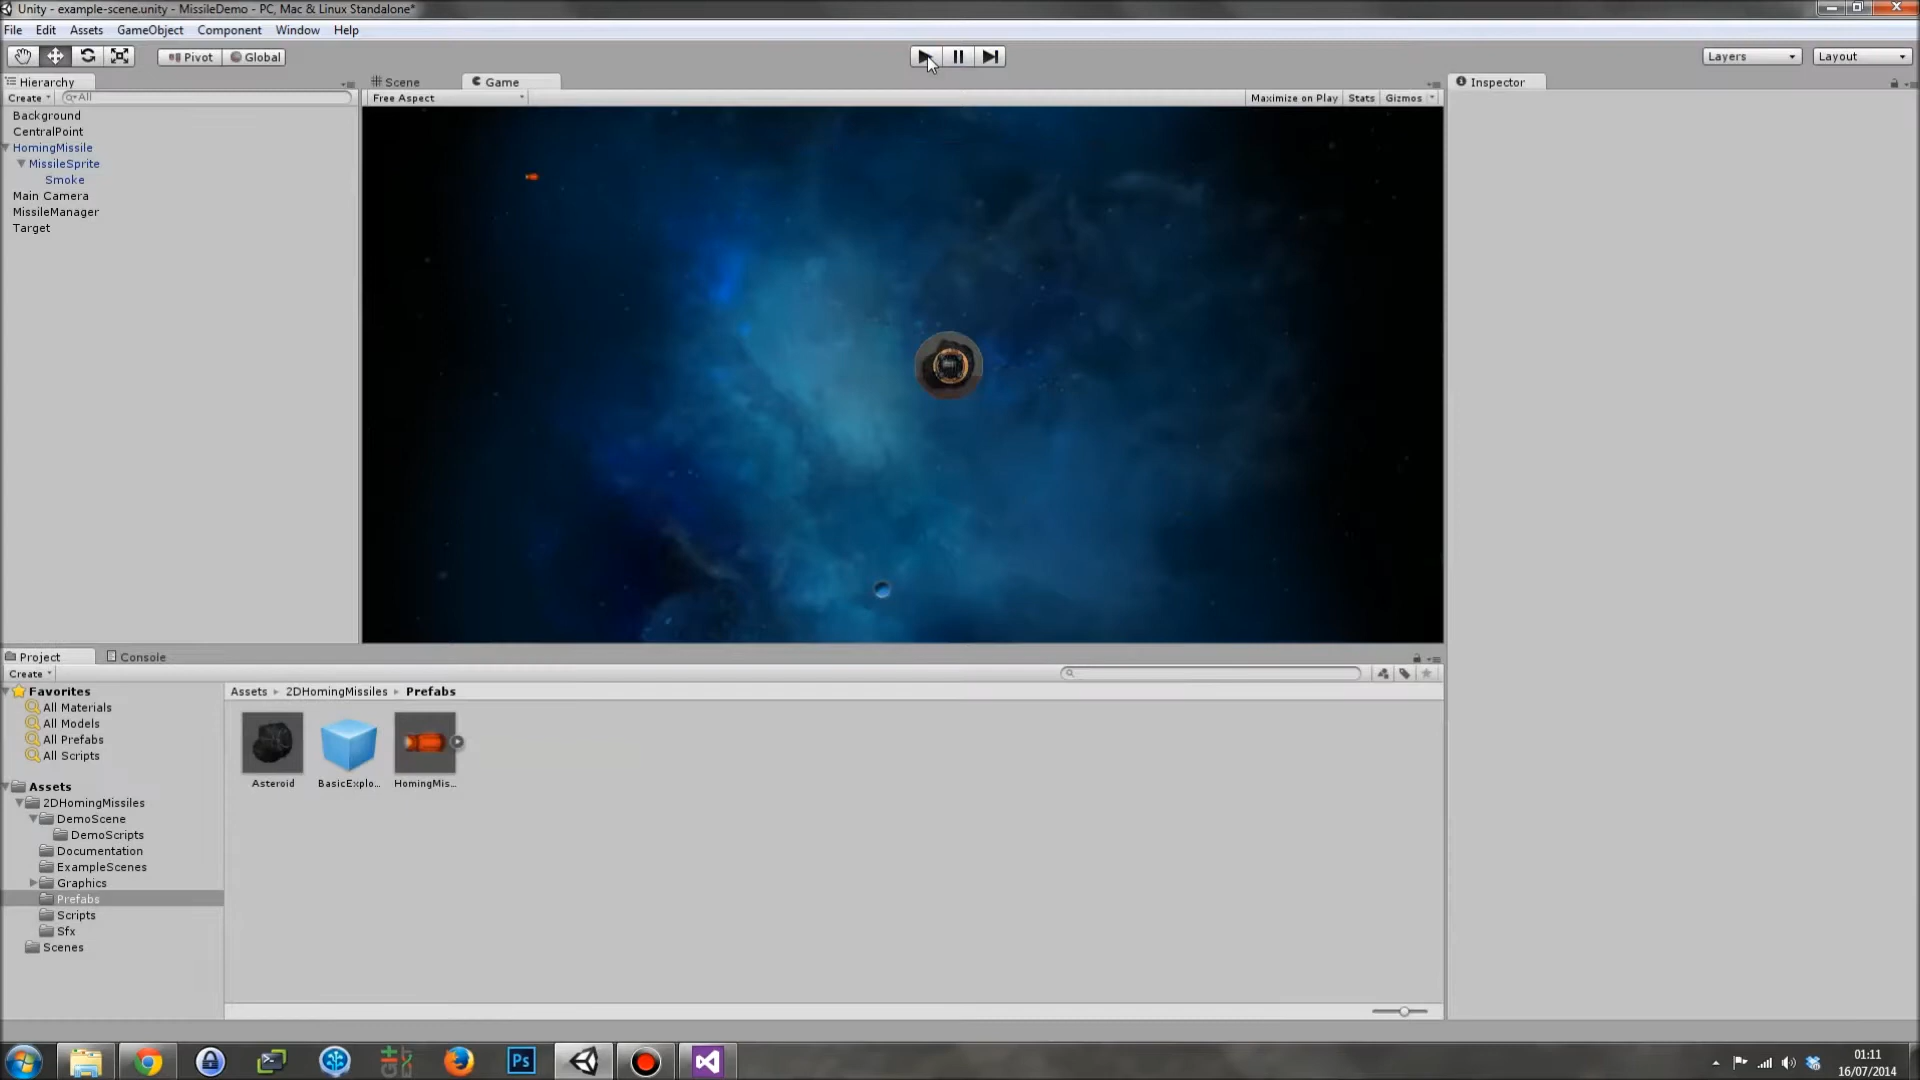 Unity - example-scene.unity - MissileDemo - PC, Mac & Linux Standalone*
File Edit Assets GameObject Component Window Help
Pivot Global Layers Layout
Hierarchy Scene Game Inspector
Create All Free Aspect Maximize on Play Stats Gizmos
Background
CentralPoint
HomingMissile
MissileSprite
Smoke
Main Camera
MissileManager
Target
Project Console
Create
Favorites Assets 2DHomingMissiles Prefabs
All Materials
All Models
All Prefabs
All Scripts
Asteroid BasicExplo... HomingMis...
Assets
2DHomingMissiles
DemoScene
DemoScripts
Documentation
ExampleScenes
Graphics
Prefabs
Scripts
Sfx
Scenes
Ps
01:11
16/07/2014